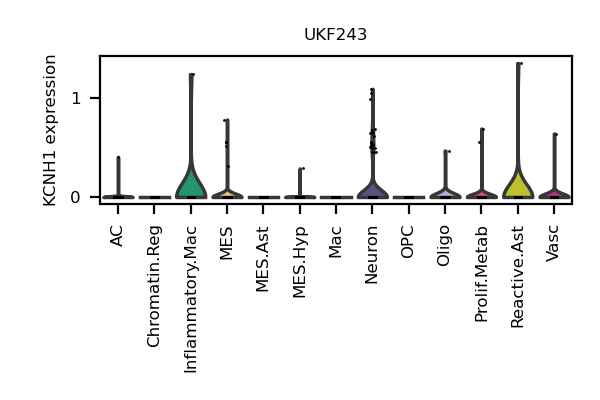 UKF243
KCNH1 expression
1
0
AC
Chromatin.Reg
Inflammatory.Mac
MES
MES.Ast
MES.Hyp
Mac
Neuron
OPC
Oligo
Prolif.Metab
Reactive.Ast
Vasc